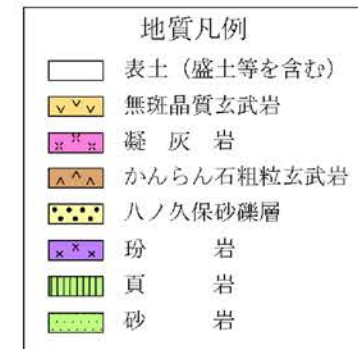 地質凡例
表土（盛土等を含む）
無斑晶質玄武岩
凝灰岩
かんらん石粗粒玄武岩
八ノ久保砂礫層
玢岩
頁岩
砂岩